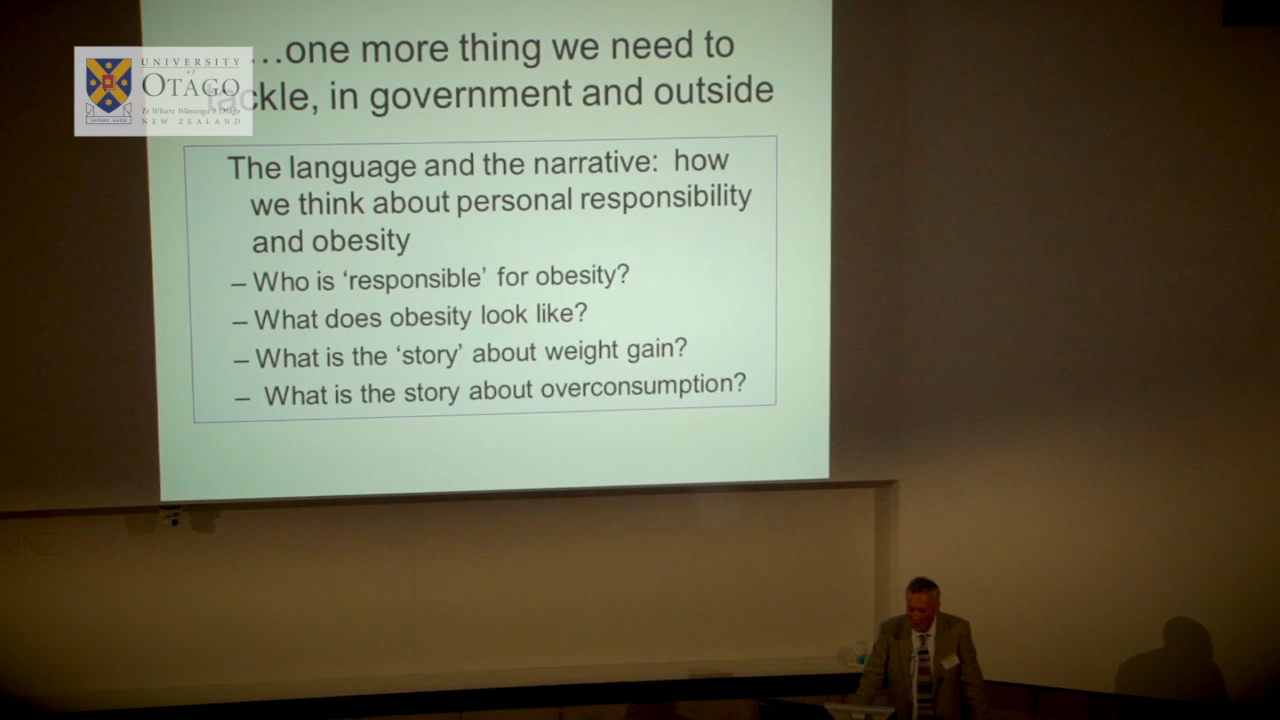 …one more thing we need to
tackle, in government and outside
UNIVERSITY
of
OTAGO
Te Whare Wānanga o Otāgo
NEW ZEALAND
The language and the narrative: how
we think about personal responsibility
and obesity
– Who is ‘responsible’ for obesity?
– What does obesity look like?
– What is the ‘story’ about weight gain?
– What is the story about overconsumption?